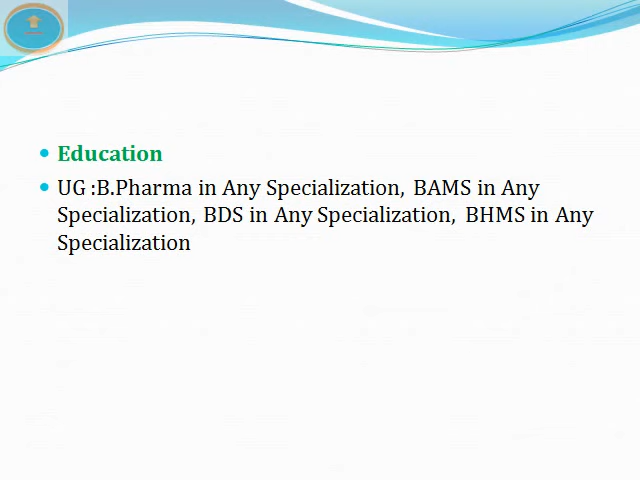 Education
UG :B.Pharma in Any Specialization, BAMS in Any
Specialization, BDS in Any Specialization, BHMS in Any
Specialization